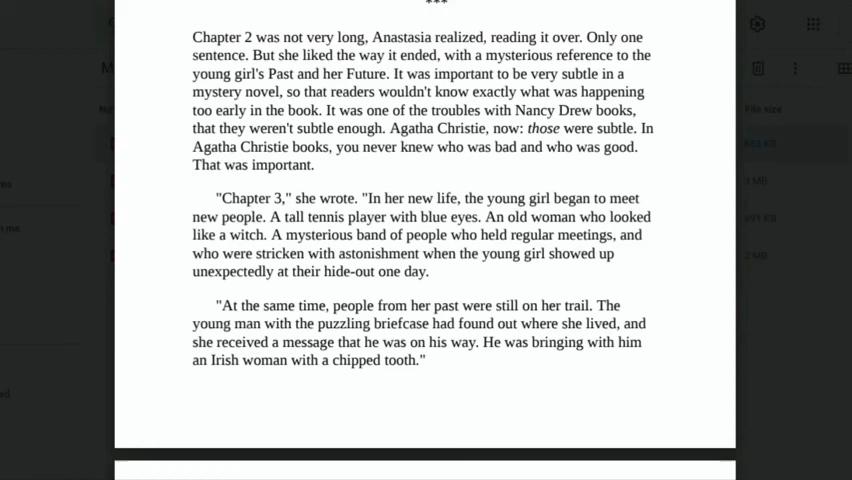 ***
Chapter 2 was not very long, Anastasia realized, reading it over. Only one
sentence. But she liked the way it ended, with a mysterious reference to the
young girl's Past and her Future. It was important to be very subtle in a
mystery novel, so that readers wouldn't know exactly what was happening
too early in the book. It was one of the troubles with Nancy Drew books,
that they weren't subtle enough. Agatha Christie, now: those were subtle. In
Agatha Christie books, you never knew who was bad and who was good.
That was important.
"Chapter 3," she wrote. "In her new life, the young girl began to meet
new people. A tall tennis player with blue eyes. An old woman who looked
like a witch. A mysterious band of people who held regular meetings, and
who were stricken with astonishment when the young girl showed up
unexpectedly at their hide-out one day.
"At the same time, people from her past were still on her trail. The
young man with the puzzling briefcase had found out where she lived, and
she received a message that he was on his way. He was bringing with him
an Irish woman with a chipped tooth."
File size
MB
KB
MB